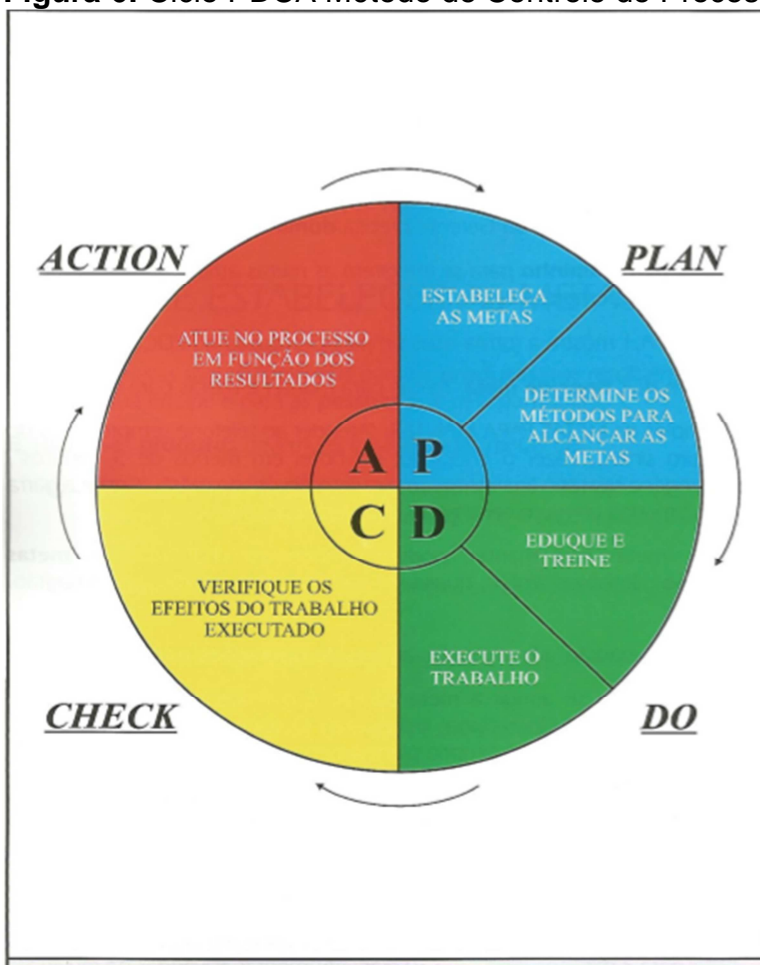 Figura Ciclo PDCA Método de Controle de
ACTION
PLAN
ESTABELEÇA
AS METAS
ATUE NO PROCESSO
EM FUNÇÃO DOS
RESULTADOS
DETERMINE OS
MÉTODOS PARA
ALCANÇAR AS
METAS
A P
C D
EDUQUE E
TREINE
VERIFIQUE OS
EFEITOS DO TRABALHO
EXECUTADO
EXECUTE O
TRABALHO
CHECK
DO